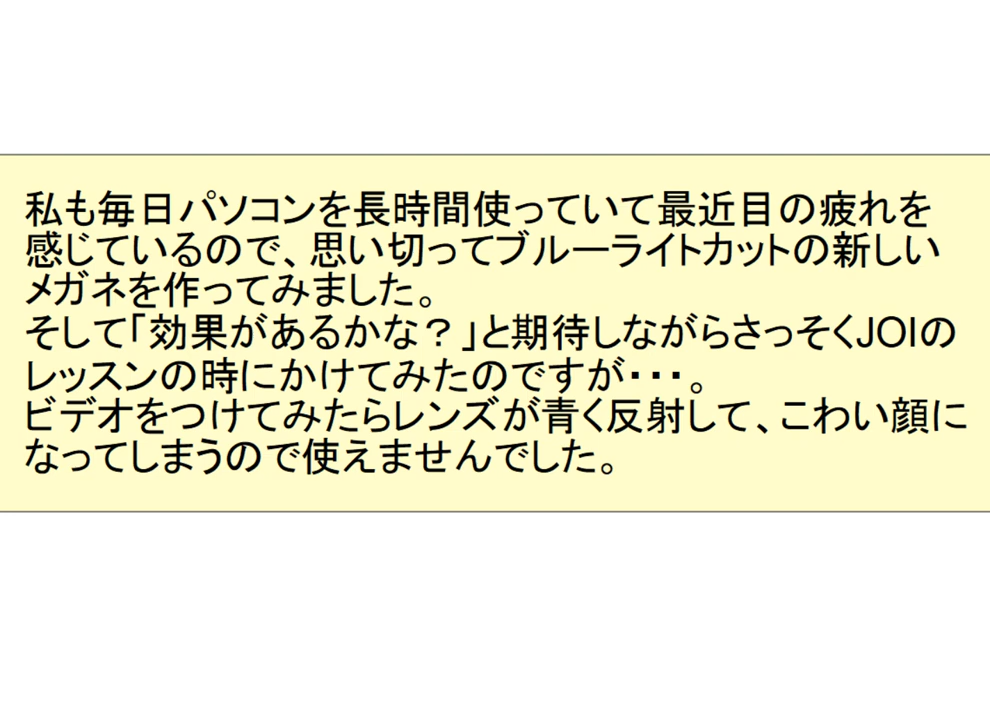 私も毎日パソコンを長時間使っていて最近目の疲れを
感じているので、思い切ってブルーライトカットの新しい
メガネを作ってみました。
そして「効果があるかな？」と期待しながらさっそくJOIの
レッスンの時にかけてみたのですが・・・。
ビデオをつけてみたらレンズが青く反射して、こわい顔に
なってしまうので使えませんでした。